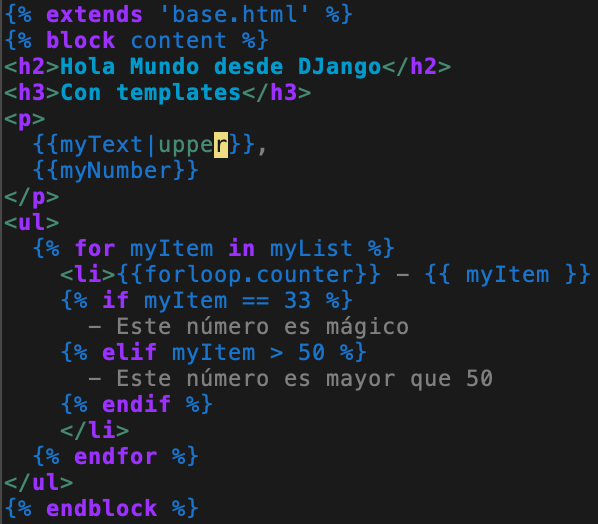 {% extends 'base.html' %}
{% block content %}
<h2>Hola Mundo desde DJango</h2>
<h3>Con templates</h3>
<p>
  {{myText|upper}},
  {{myNumber}}
</p>
<ul>
  {% for myItem in myList %}
    <li>{{forloop.counter}} - {{ myItem }}
    {% if myItem == 33 %}
      - Este número es mágico
    {% elif myItem > 50 %}
      - Este número es mayor que 50
    {% endif %}
    </li>
  {% endfor %}
</ul>
{% endblock %}